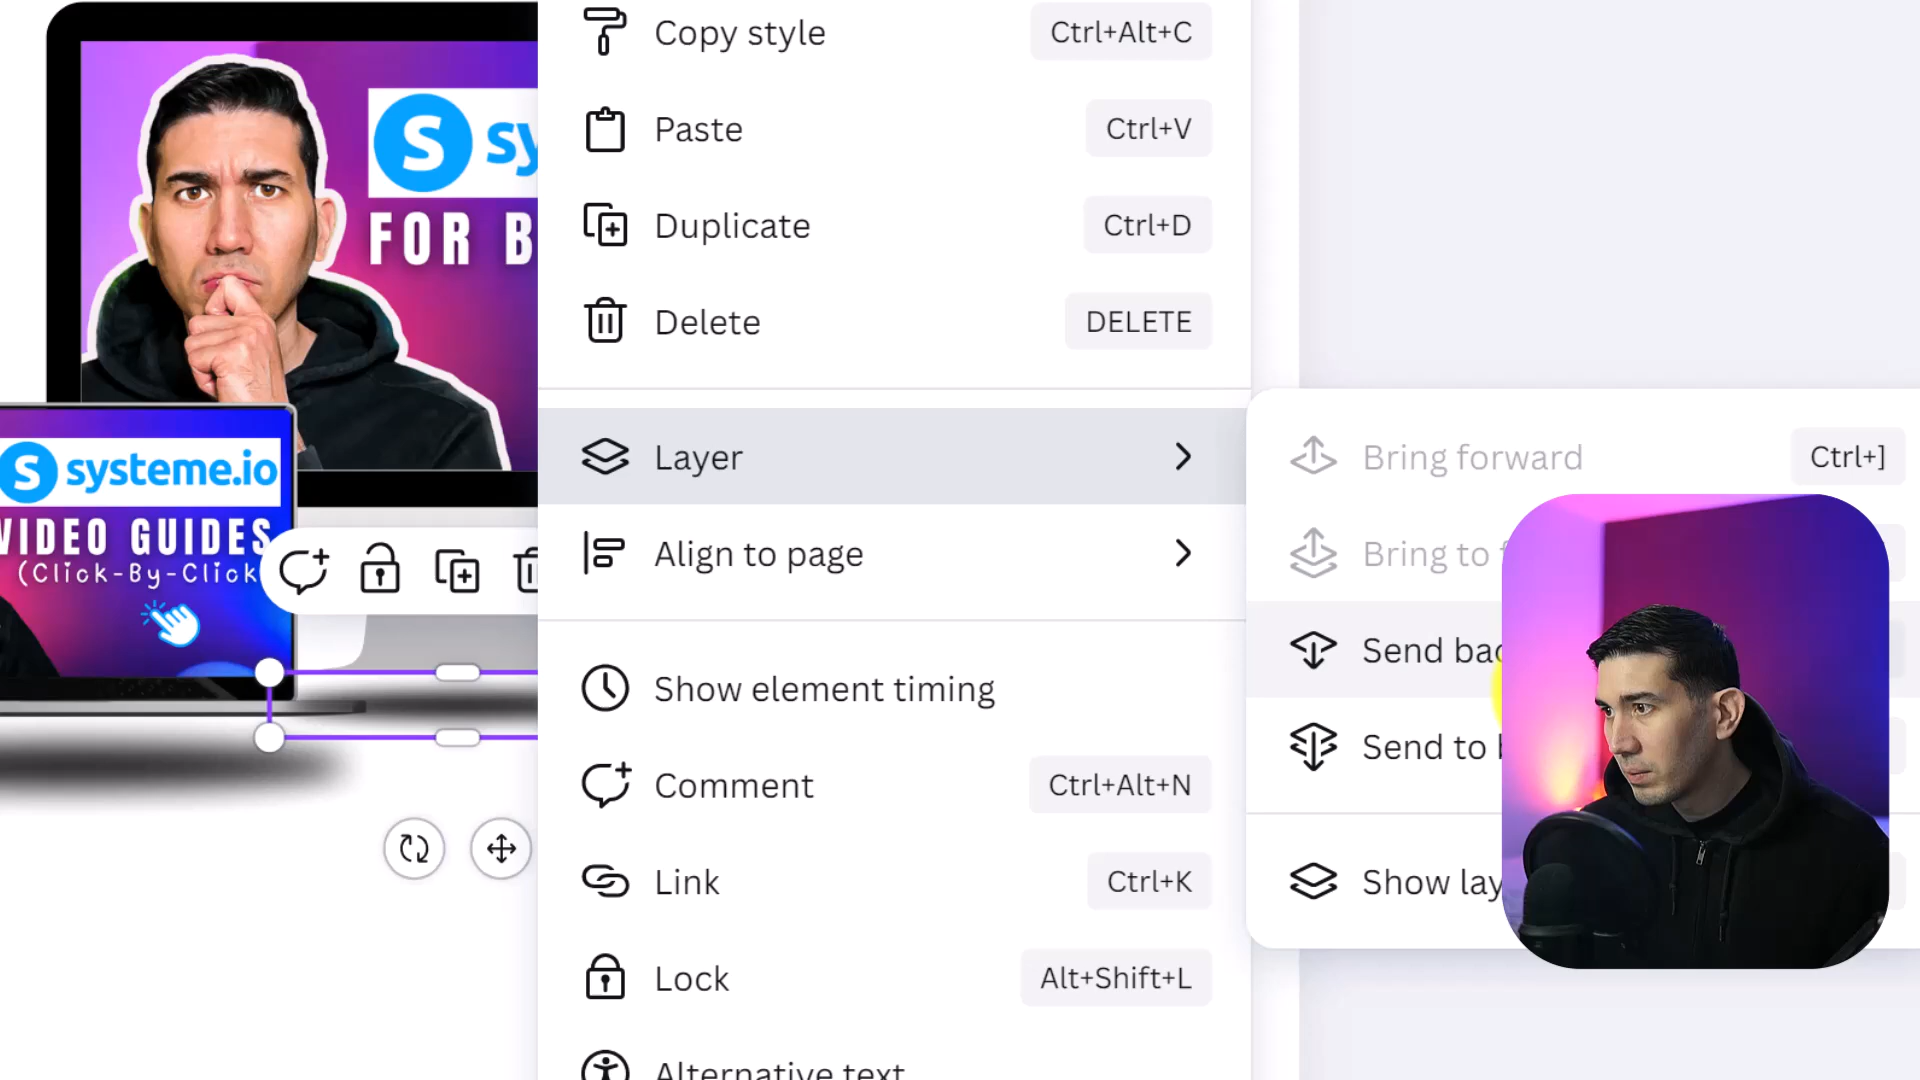 Copy style Ctrl+Alt+C
Paste Ctrl+V
Duplicate Ctrl+D
Delete DELETE
Layer
Align to page
Show element timing
Comment Ctrl+Alt+N
Link Ctrl+K
Lock Alt+Shift+L
Alternative text
Bring forward Ctrl+]
Bring to
Send bac
Send to
Show lay
S sy
FOR B
S systeme.io
VIDEO GUIDES
(Click-By-Click